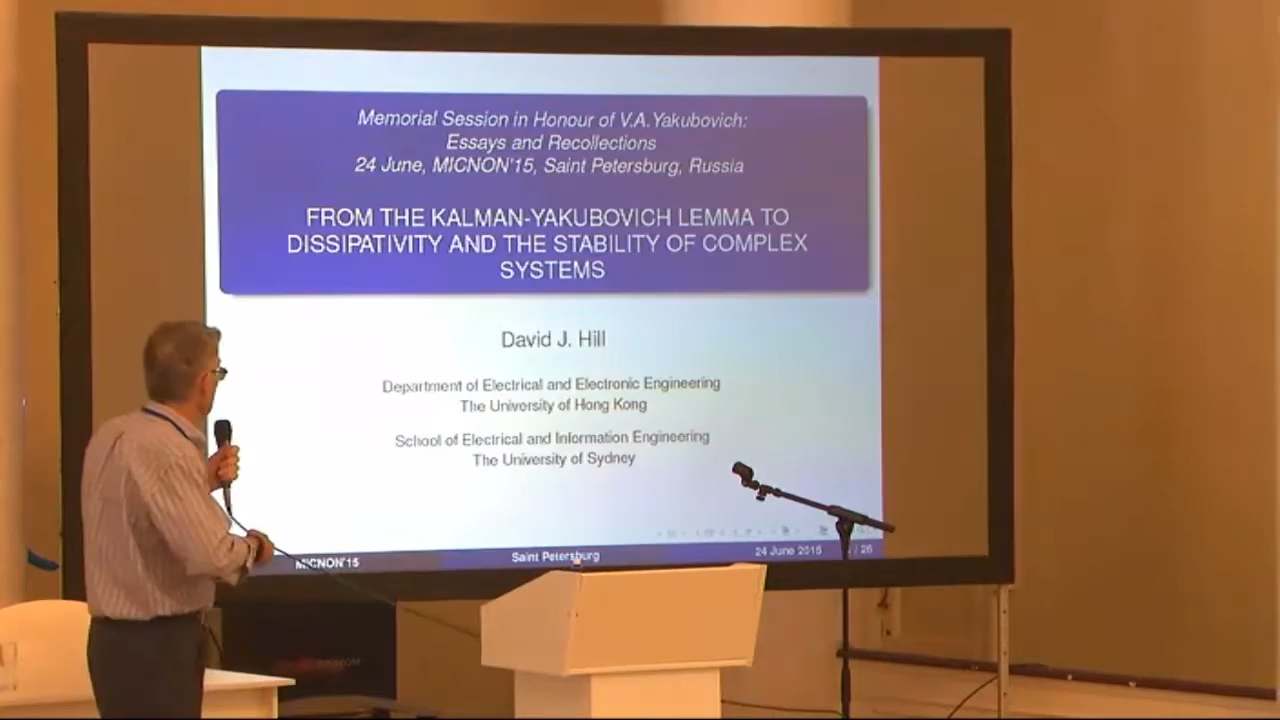 Memorial Session in Honour of V.A.Yakubovich:
Essays and Recollections
24 June, MICNON'15, Saint Petersburg, Russia
FROM THE KALMAN-YAKUBOVICH LEMMA TO
DISSIPATIVITY AND THE STABILITY OF COMPLEX
SYSTEMS
David J. Hill
Department of Electrical and Electronic Engineering
The University of Hong Kong
School of Electrical and Information Engineering
The University of Sydney
MICNON'15 Saint Petersburg 24 June 2015 / 26